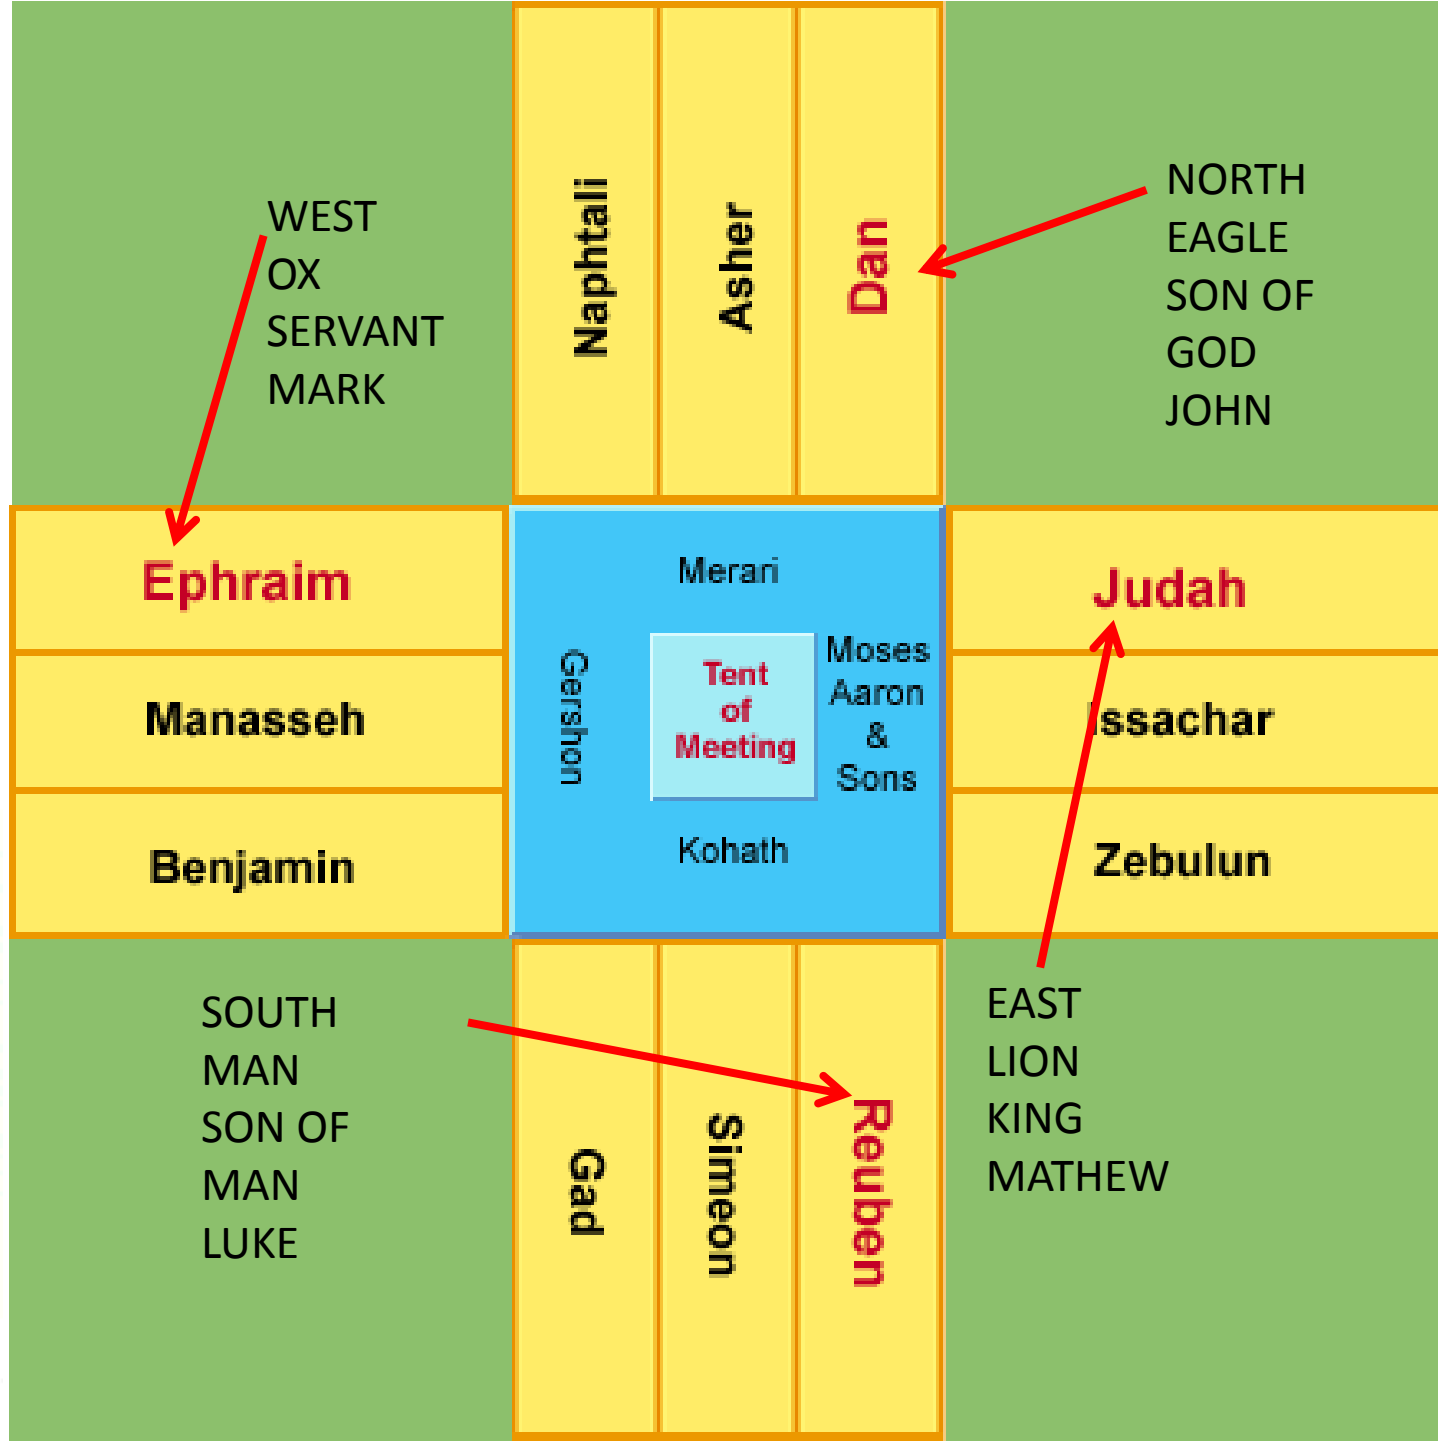 Naphtali
Asher
Dan
NORTH
EAGLE
SON OF
GOD
JOHN
WEST
OX
SERVANT
MARK
Ephraim
Manasseh
Benjamin
Merari
Gershon
Tent
of
Meeting
Moses
Aaron
&
Sons
Kohath
Judah
Issachar
Zebulun
SOUTH
MAN
SON OF
MAN
LUKE
Gad
Simeon
Reuben
EAST
LION
KING
MATHEW